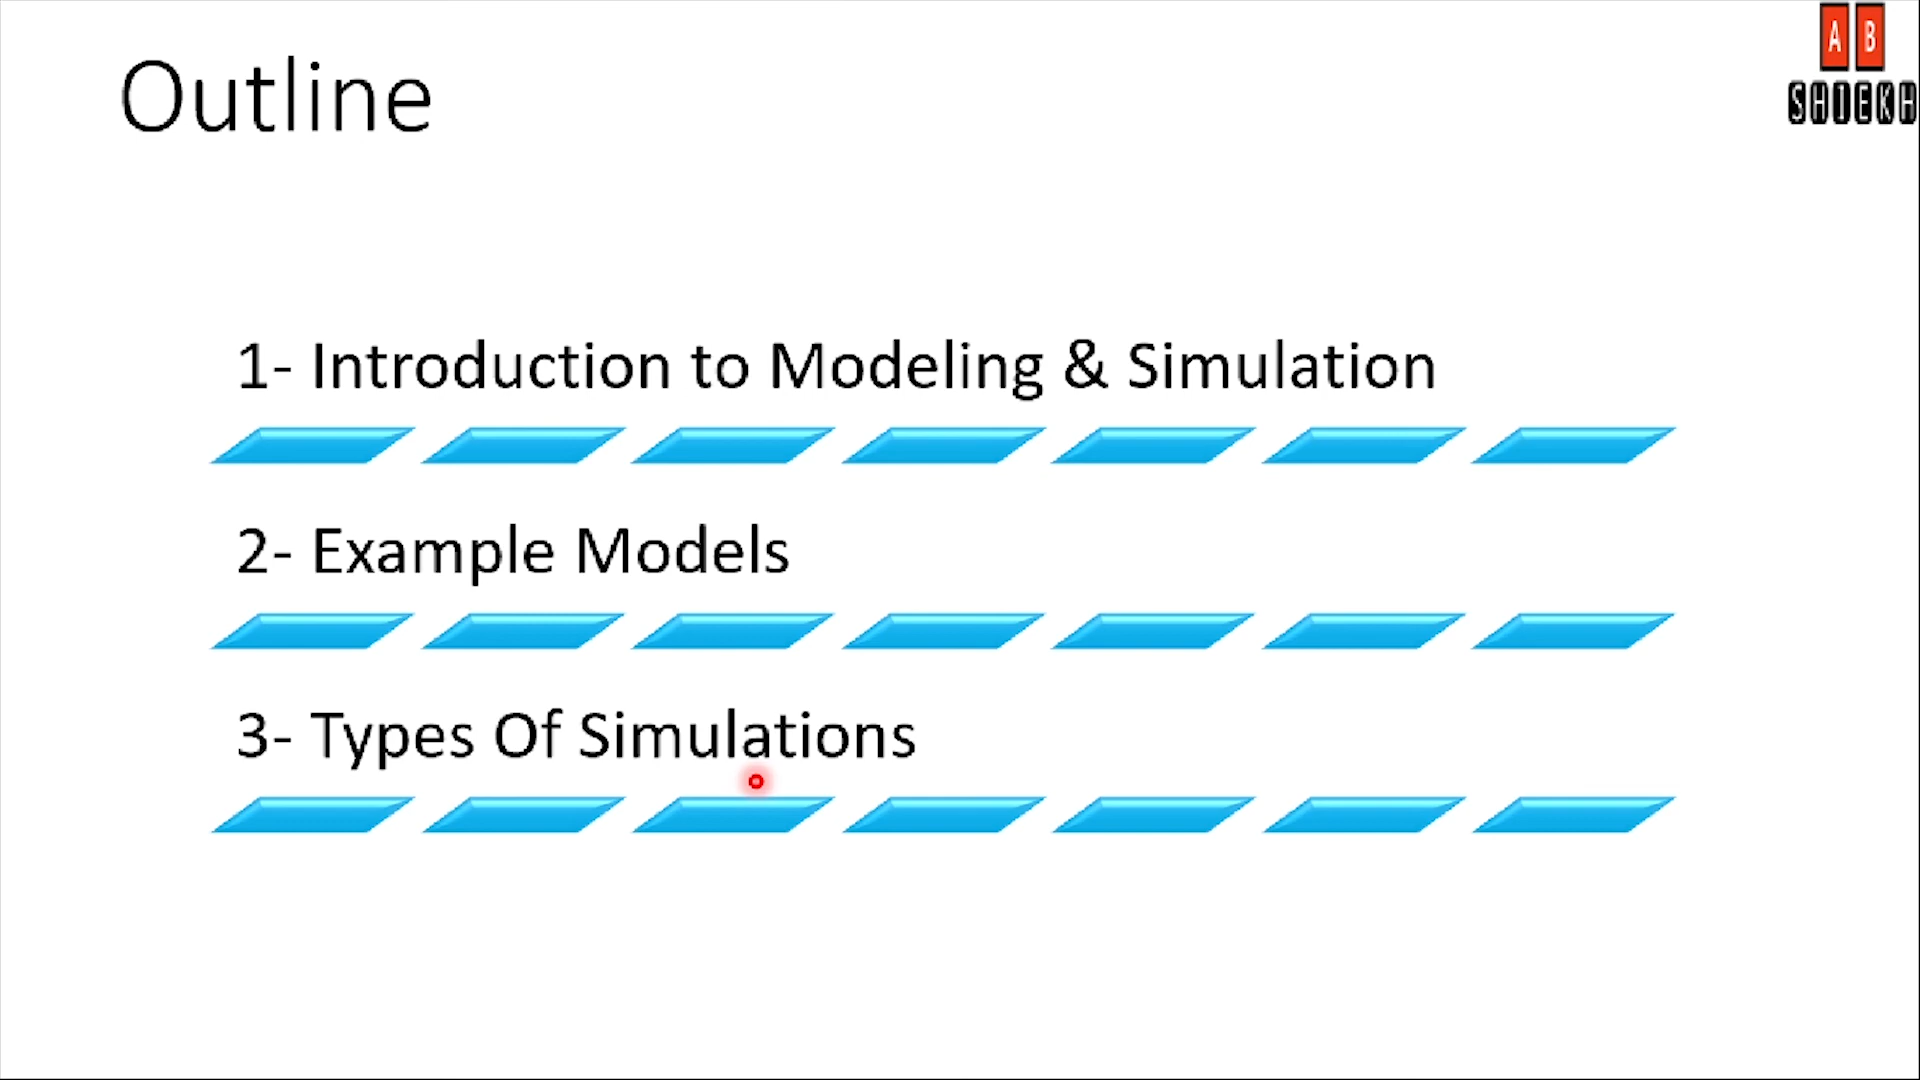 Outline
A B
SHIEKH
1- Introduction to Modeling & Simulation
2- Example Models
3- Types Of Simulations